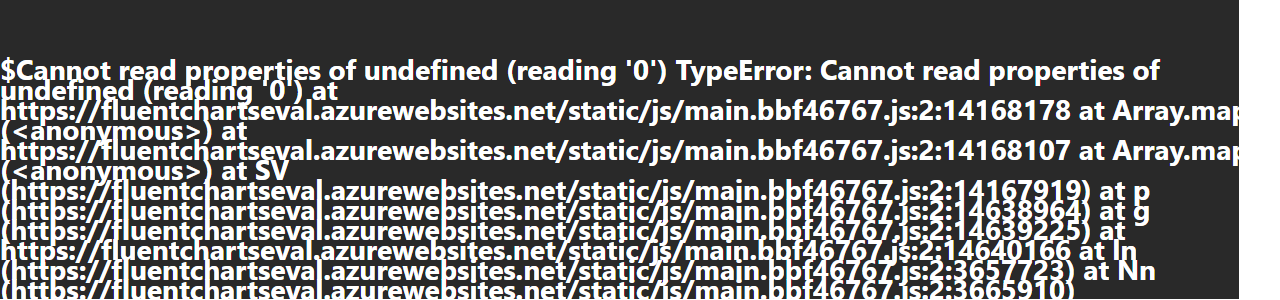 $Cannot read properties of undefined (reading '0') TypeError: Cannot read properties of
undefined (reading '0') at
https://fluentchartseval.azurewebsites.net/static/js/main.bbf46767.js:2:14168178 at Array.map
(<anonymous>) at
https://fluentchartseval.azurewebsites.net/static/js/main.bbf46767.js:2:14168107 at Array.map
(<anonymous>) at SV
(https://fluentchartseval.azurewebsites.net/static/js/main.bbf46767.js:2:14167919) at p
(https://fluentchartseval.azurewebsites.net/static/js/main.bbf46767.js:2:14638964) at g
(https://fluentchartseval.azurewebsites.net/static/js/main.bbf46767.js:2:14639225) at
https://fluentchartseval.azurewebsites.net/static/js/main.bbf46767.js:2:14640166 at In
(https://fluentchartseval.azurewebsites.net/static/js/main.bbf46767.js:2:3657723) at Nn
(https://fluentchartseval.azurewebsites.net/static/js/main.bbf46767.js:2:3665910)